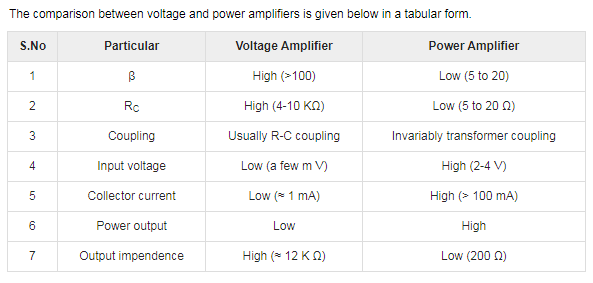 The comparison between voltage and power amplifiers is given below in a tabular form.
S.No Particular Voltage Amplifier Power Amplifier
1 β High (>100) Low (5 to 20)
2 RC High (4-10 KΩ) Low (5 to 20 Ω)
3 Coupling Usually R-C coupling Invariably transformer coupling
4 Input voltage Low (a few m V) High (2-4 V)
5 Collector current Low (≈ 1 mA) High (> 100 mA)
6 Power output Low High
7 Output impendence High (≈ 12 K Ω) Low (200 Ω)